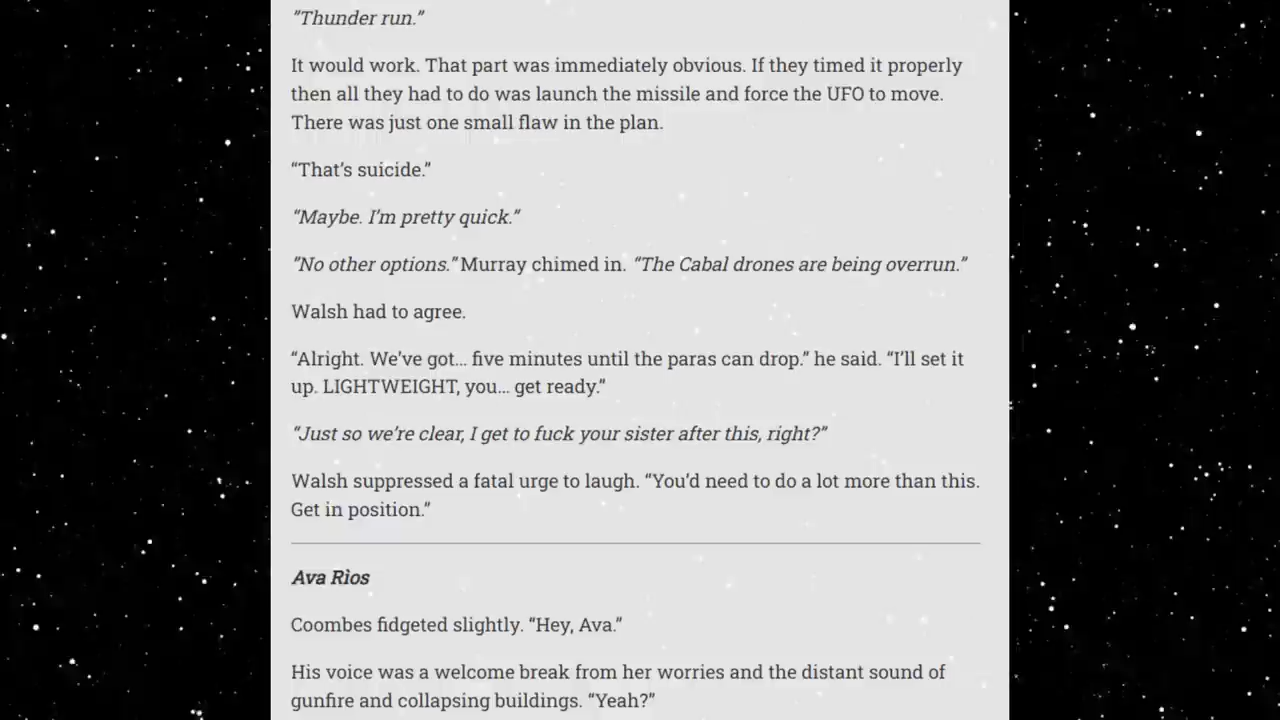 "Thunder run."
It would work. That part was immediately obvious. If they timed it properly
then all they had to do was launch the missile and force the UFO to move.
There was just one small flaw in the plan.
“That’s suicide.”
“Maybe. I’m pretty quick.”
"No other options." Murray chimed in. “The Cabal drones are being overrun.”
Walsh had to agree.
“Alright. We’ve got… five minutes until the paras can drop.” he said. “I’ll set it
up. LIGHTWEIGHT, you… get ready.”
“Just so we’re clear, I get to fuck your sister after this, right?”
Walsh suppressed a fatal urge to laugh. “You’d need to do a lot more than this.
Get in position.”
Ava Rìos
Coombes fidgeted slightly. “Hey, Ava.”
His voice was a welcome break from her worries and the distant sound of
gunfire and collapsing buildings. “Yeah?”